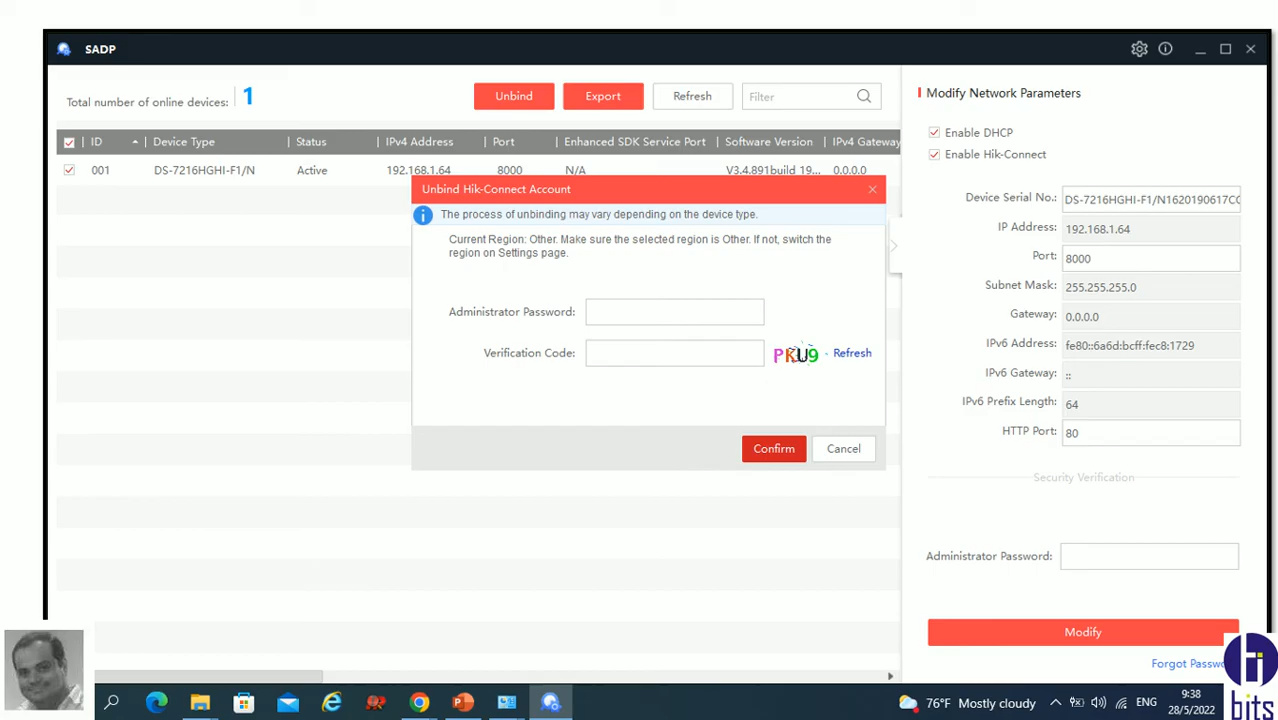 SADP
Total number of online devices: 1
Unbind
Export
Refresh
Filter
ID Device Type Status IPv4 Address Port Enhanced SDK Service Port Software Version IPv4 Gateway
001 DS-7216HGHI-F1/N Active 192.168.1.64 8000 N/A V3.4.891build 19... 0.0.0.0
Unbind Hik-Connect Account
The process of unbinding may vary depending on the device type.
Current Region: Other. Make sure the selected region is Other. If not, switch the
region on Settings page.
Administrator Password:
Verification Code: PKU9 Refresh
Confirm
Cancel
Modify Network Parameters
Enable DHCP
Enable Hik-Connect
Device Serial No.: DS-7216HGHI-F1/N1620190617CC
IP Address: 192.168.1.64
Port: 8000
Subnet Mask: 255.255.255.0
Gateway: 0.0.0.0
IPv6 Address: fe80::6a6d:bcff:fec8:1729
IPv6 Gateway: ::
IPv6 Prefix Length: 64
HTTP Port: 80
Security Verification
Administrator Password:
Modify
Forgot Passwo
76°F Mostly cloudy
ENG
9:38
28/5/2022
hi
bits